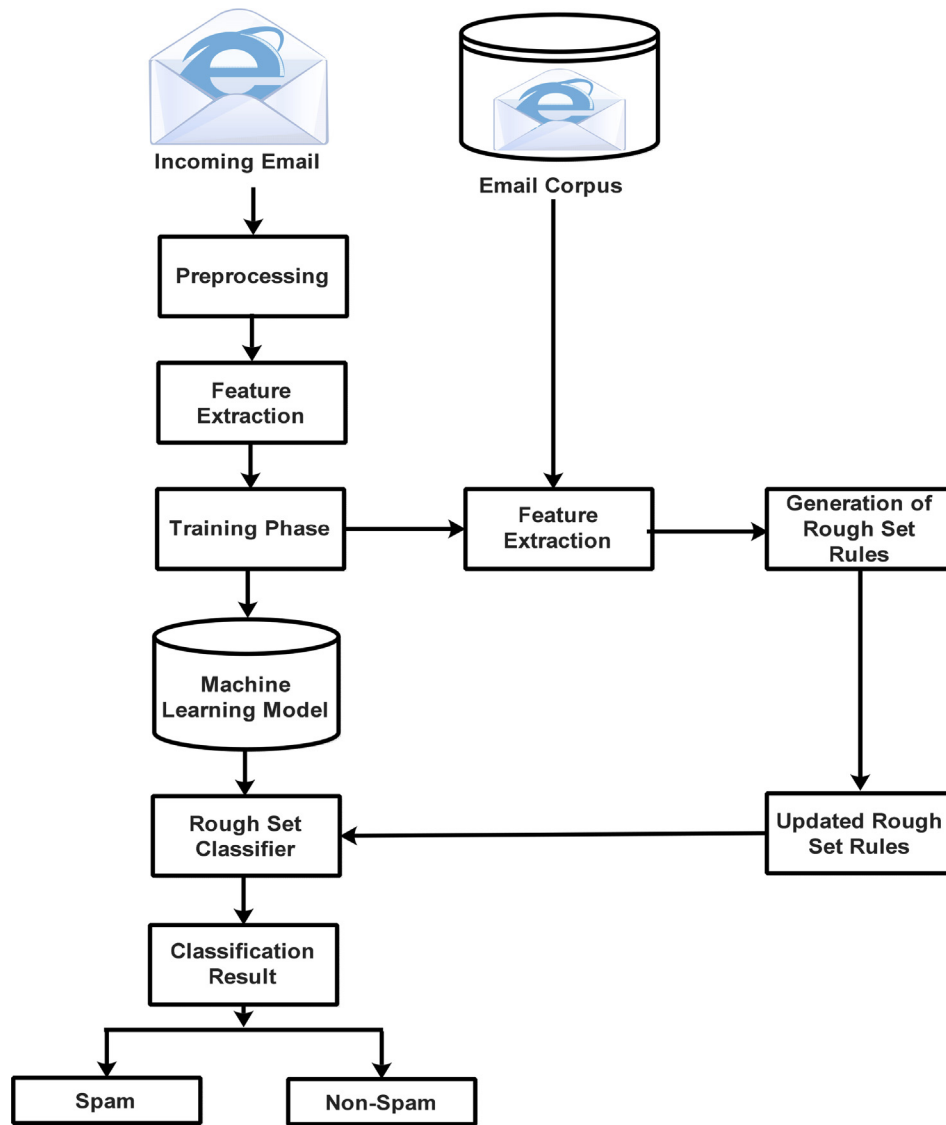 Incoming Email
Email Corpus
Preprocessing
Feature
Extraction
Training Phase
Feature
Extraction
Generation of
Rough Set
Rules
Machine
Learning Model
Rough Set
Classifier
Updated Rough
Set Rules
Classification
Result
Spam
Non-Spam